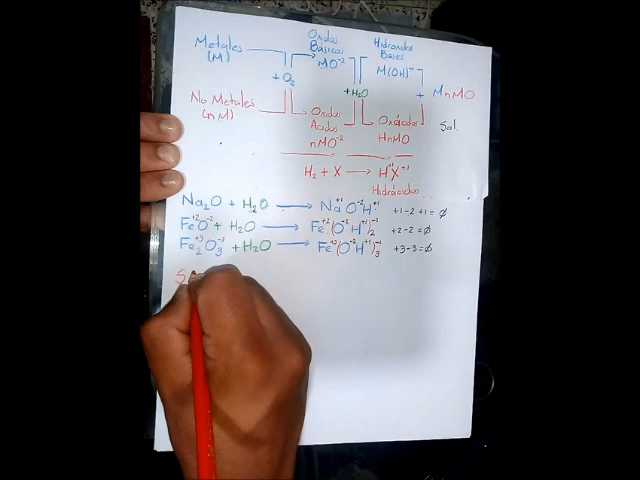 Metales
(M)
+ O₂
Oxidos
Básicos
MO⁻²
Hidroxidos
Bases
M(OH)⁻
+H₂O
+ MnMO
No Metales
(nM)
Oxidos
Acidos
nMO⁻²
Oxácidos
HnMO
Sal.
H₂ + X → H⁺¹X⁻¹
Hidrácidos
Na₂O + H₂O → Na⁺¹O⁻²H⁺¹ +1-2+1=∅
Fe⁺²O⁻² + H₂O → Fe⁺²(O⁻²H⁺¹)₂⁻¹ +2-2=∅
Fe₂⁺³O₃⁻² + H₂O → Fe⁺³(O⁻²H⁺¹)₃⁻¹ +3-3=∅